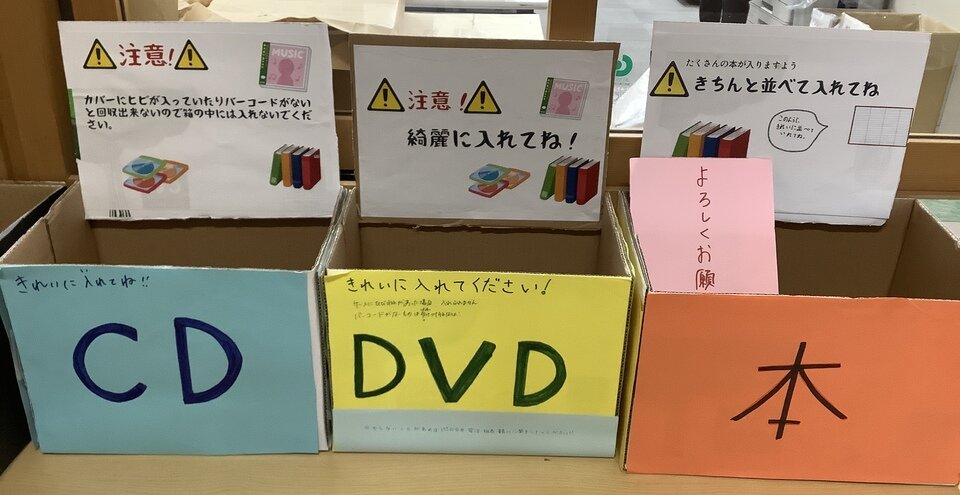 注意!
MUSIC
カバーにヒビが入っていたりバーコードがない
と回収出来ないので箱の中には入れないでくだ
さい。
きれいに入れてね!!
CD
注意!
綺麗に入れてね!
きれいに入れてください!
DVD
たくさんの本が入りますよう
きちんと並べて入れてね
このように
きれいに並べて
いれてね。
よろしくお願
本